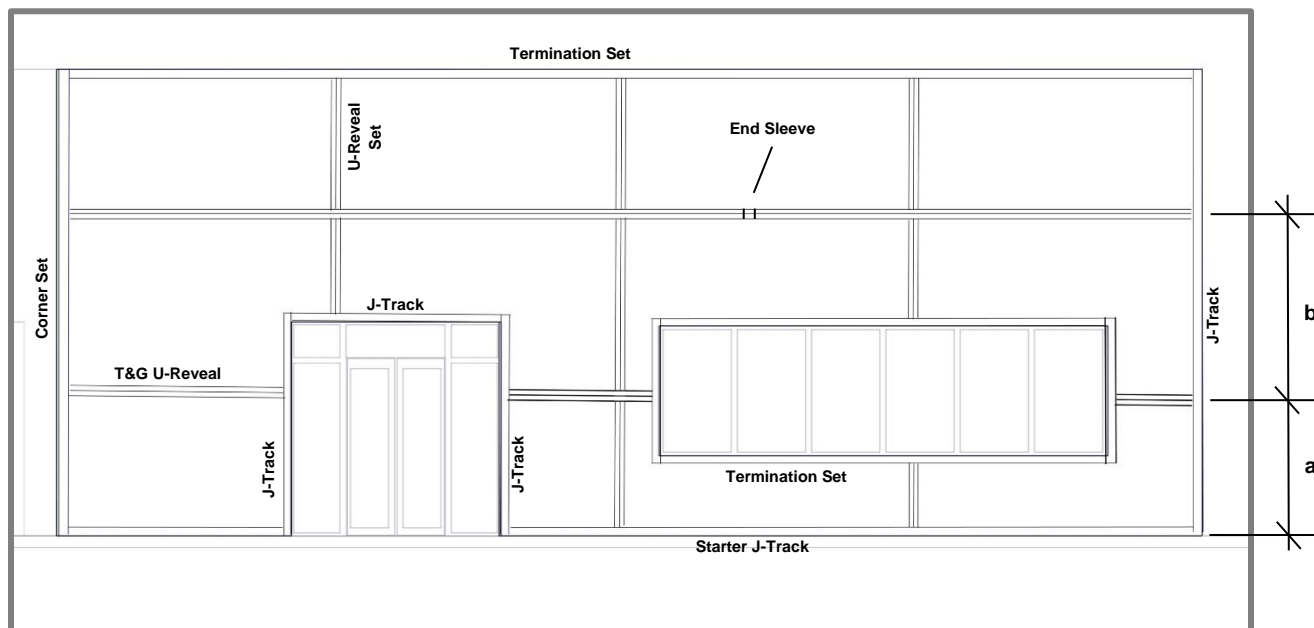 Termination Set
U-Reveal
Set
End Sleeve
Corner Set
J-Track
J-Track
b
T&G U-Reveal
a
J-Track
J-Track
Termination Set
Starter J-Track